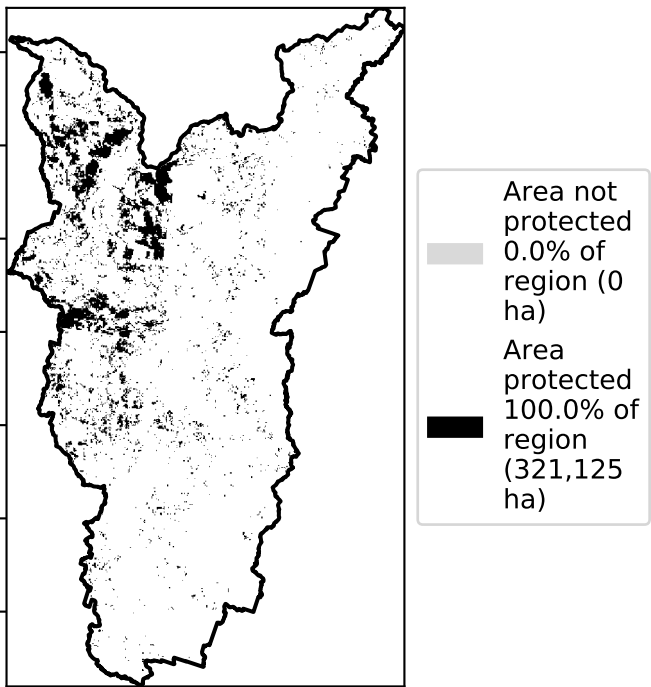 Area not
protected
0.0% of
region (0
ha)
Area
protected
100.0% of
region
(321,125
ha)